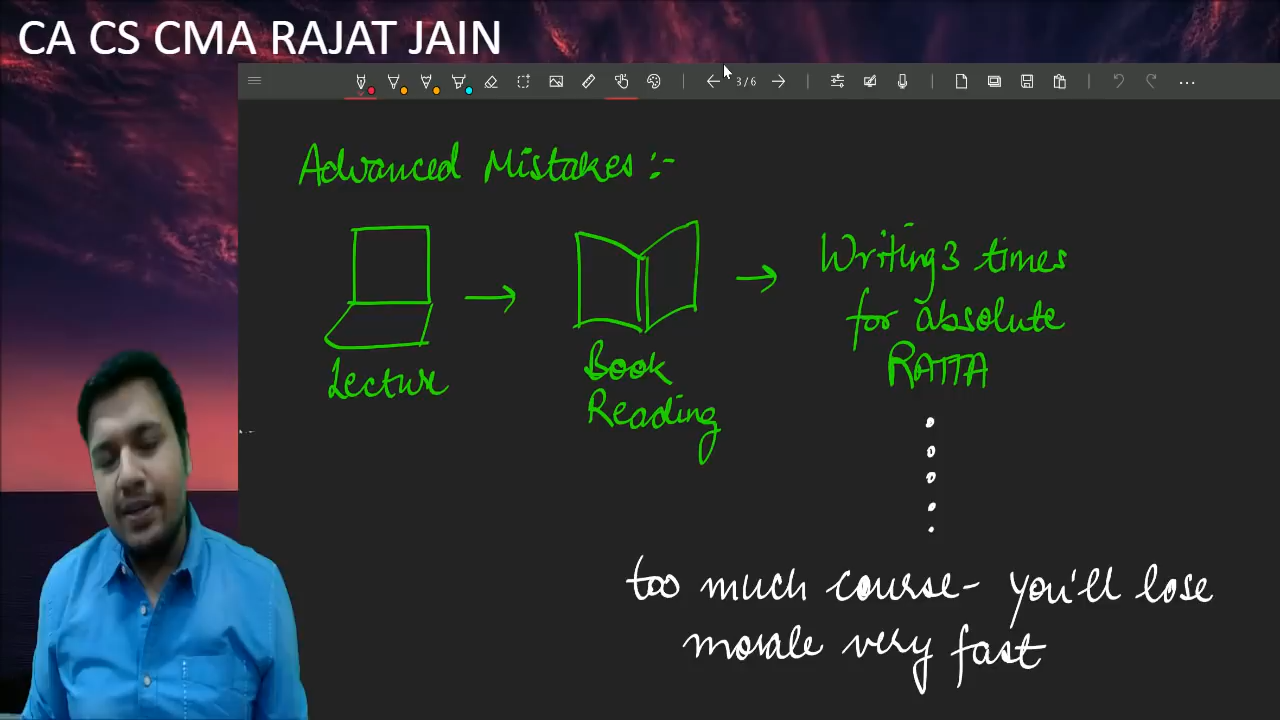 CA CS CMA RAJAT JAIN
3/6
Advanced Mistakes :-
Lecture
Book
Reading
Writing 3 times
for absolute
RATTA
too much course - you'll lose
morale very fast